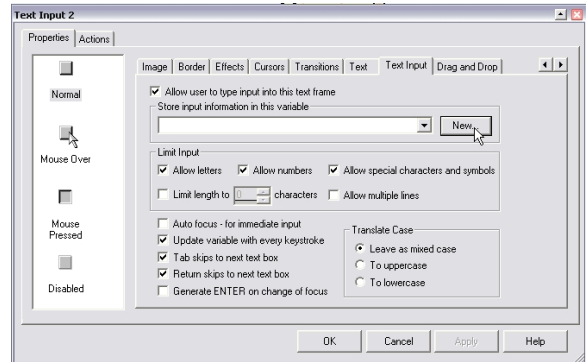 Text Input 2
Properties Actions
Normal
Mouse Over
Mouse
Pressed
Disabled
Image Border Effects Cursors Transitions Text Text Input Drag and Drop
Allow user to type input into this text frame
Store input information in this variable
New...
Limit Input
Allow letters Allow numbers Allow special characters and symbols
Limit length to 0 characters Allow multiple lines
Auto focus - for immediate input
Update variable with every keystroke
Tab skips to next text box
Return skips to next text box
Generate ENTER on change of focus
Translate Case
Leave as mixed case
To uppercase
To lowercase
OK Cancel Apply Help